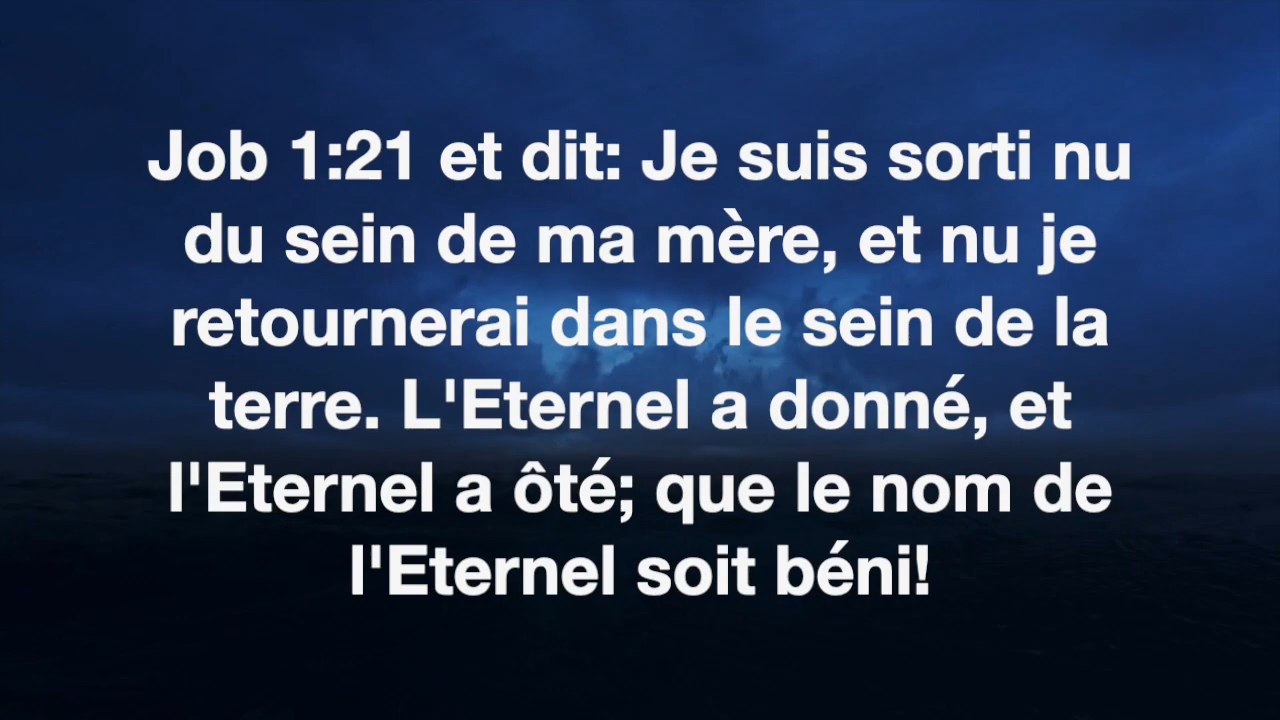 Job 1:21 et dit: Je suis sorti nu
du sein de ma mère, et nu je
retournerai dans le sein de la
terre. L'Eternel a donné, et
l'Eternel a ôté; que le nom de
l'Eternel soit béni!